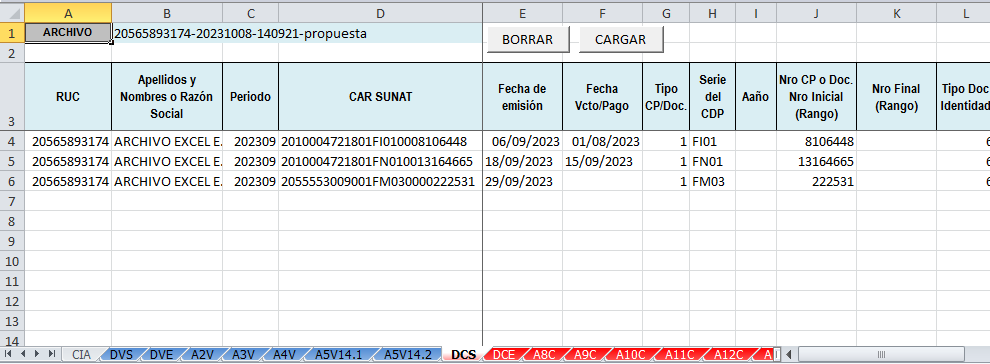 A B C D E F G H I J K L
1 ARCHIVO 20565893174-20231008-140921-propuesta BORRAR CARGAR
2
3 RUC Apellidos y Nombres o Razón Social Periodo CAR SUNAT Fecha de emisión Fecha Vcto/Pago Tipo CP/Doc. Serie del CDP Aaño Nro CP o Doc. Nro Inicial (Rango) Nro Final (Rango) Tipo Doc Identidad
4 20565893174 ARCHIVO EXCEL E. 202309 2010004721801FI010008106448 06/09/2023 01/08/2023 1 FI01 8106448 6
5 20565893174 ARCHIVO EXCEL E. 202309 2010004721801FN010013164665 18/09/2023 15/09/2023 1 FN01 13164665 6
6 20565893174 ARCHIVO EXCEL E. 202309 2055553009001FM030000222531 29/09/2023 1 FM03 222531 6
7
8
9
10
11
12
13
14
CIA DVS DVE A2V A3V A4V A5V14.1 A5V14.2 DCS DCE A8C A9C A10C A11C A12C A